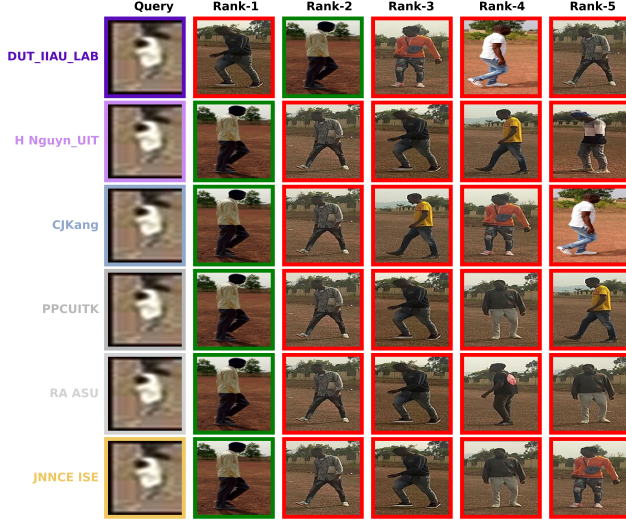 Query Rank-1 Rank-2 Rank-3 Rank-4 Rank-5
DUT_IIAU_LAB
H Nguyn_UIT
CJKang
PPCUITK
RA ASU
JNNCE ISE